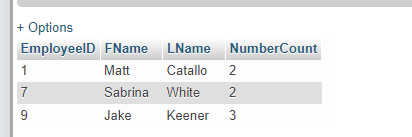 + Options
EmployeeID FName LName NumberCount
1 Matt Catallo 2
7 Sabrina White 2
9 Jake Keener 3